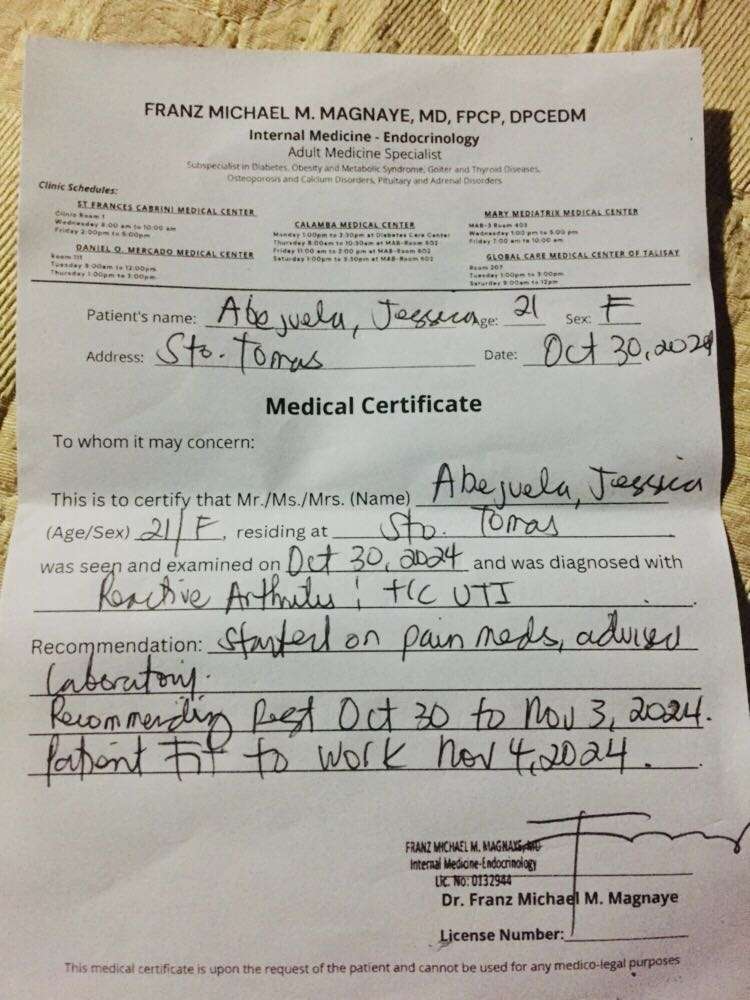 FRANZ MICHAEL M. MAGNAYE, MD, FPCP, DPCEDM
Internal Medicine - Endocrinology
Adult Medicine Specialist
Subspecialist in Diabetes, Obesity and Metabolic Syndrome, Goiter and Thyroid Diseases,
Osteoporosis and Calcium Disorders, Pituitary and Adrenal Disorders
Clinic Schedules:
ST FRANCES CABRINI MEDICAL CENTER
Clinic Room 1
Wednesday 8:00 am to 10:00 am
Friday 2:00pm to 5:00pm
DANIEL O. MERCADO MEDICAL CENTER
Room 111
Tuesday 9:00am to 12:00pm
Thursday 1:00pm to 3:00pm
CALAMBA MEDICAL CENTER
Monday 1:00pm to 3:30pm at Diabetes Care Center
Thursday 8:00am to 10:30am at MAB-Room 602
Friday 11:00 am to 2:00 pm at MAB-Room 602
Saturday 1:00pm to 3:30pm at MAB-Room 602
MARY MEDIATRIX MEDICAL CENTER
MAB-3 Room 403
Wednesday 1:00 pm to 5:00 pm
Friday 7:00 am to 10:00 am
GLOBAL CARE MEDICAL CENTER OF TALISAY
Room 207
Tuesday 1:00pm to 3:00pm
Saturday 9:00am to 12pm
Patient's name: Abejuela, Jessica Age: 21 Sex: F
Address: Sto. Tomas Date: Oct 30, 2024
Medical Certificate
To whom it may concern:
This is to certify that Mr./Ms./Mrs. (Name) Abejuela, Jessica
(Age/Sex) 21/F, residing at Sto. Tomas
was seen and examined on Oct 30, 2024 and was diagnosed with
Reactive Arthritis ; t/c UTI
Recommendation: started on pain meds, advised
laboratory.
Recommending Rest Oct 30 to Nov 3, 2024.
Patient Fit to work Nov 4, 2024.
FRANZ MICHAEL M. MAGNAYE, MD
Internal Medicine-Endocrinology
Lic. No: 0132944
Dr. Franz Michael M. Magnaye
License Number:
This medical certificate is upon the request of the patient and cannot be used for any medico-legal purposes